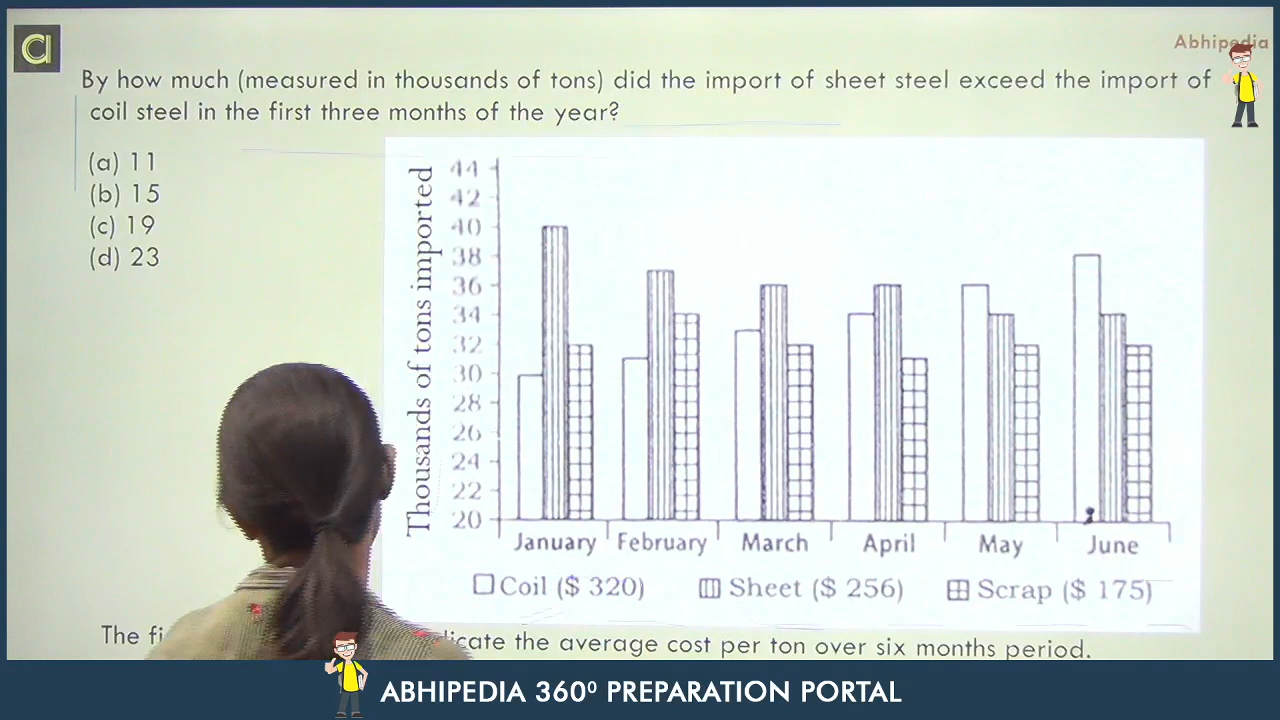 Abhipedia
By how much (measured in thousands of tons) did the import of sheet steel exceed the import of
coil steel in the first three months of the year?
(a) 11
(b) 15
(c) 19
(d) 23
Thousands of tons imported
44
42
40
38
36
34
32
30
28
26
24
22
20
January February March April May June
Coil ($ 320) Sheet ($ 256) Scrap ($ 175)
The the average cost per ton over six months period.
ABHIPEDIA 360⁰ PREPARATION PORTAL